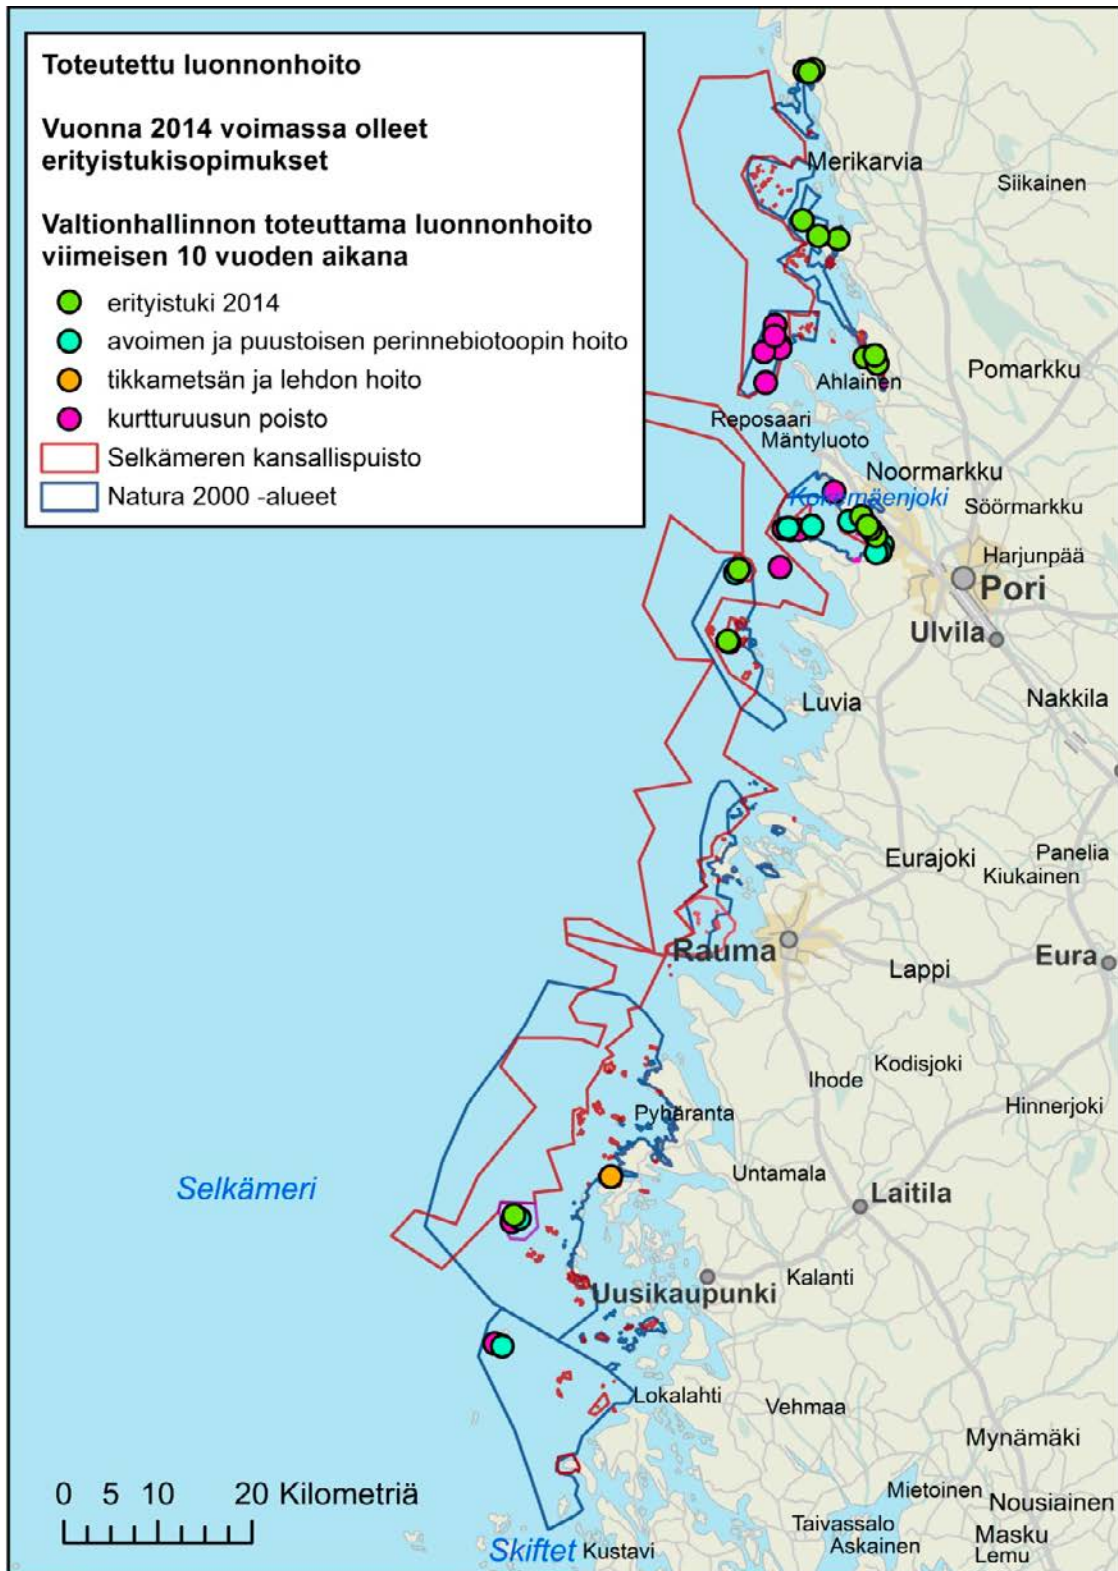 Toteutettu luonnonhoito
Vuonna 2014 voimassa olleet
erityistukisopimukset
Valtionhallinnon toteuttama luonnonhoito
viimeisen 10 vuoden aikana
erityistuki 2014
avoimen ja puustoisen perinnebiotoopin hoito
tikkametsän ja lehdon hoito
kurtturuusun poisto
Selkämeren kansallispuisto
Natura 2000 -alueet
Merikarvia
Siikainen
Pomarkku
Ahlainen
Reposaari
Mäntyluoto
Noormarkku
Kokemäenjoki
Söörmarkku
Harjunpää
Pori
Ulvila
Nakkila
Luvia
Eurajoki
Panelia
Kiukainen
Rauma
Eura
Lappi
Kodisjoki
Ihode
Hinnerjoki
Pyhäranta
Untamala
Selkämeri
Laitila
Kalanti
Uusikaupunki
Lokalahti
Vehmaa
Mynämäki
Mietoinen
Nousiainen
Taivassalo
Masku
Askainen
Lemu
Skiftet
Kustavi
0 5 10 20 Kilometriä